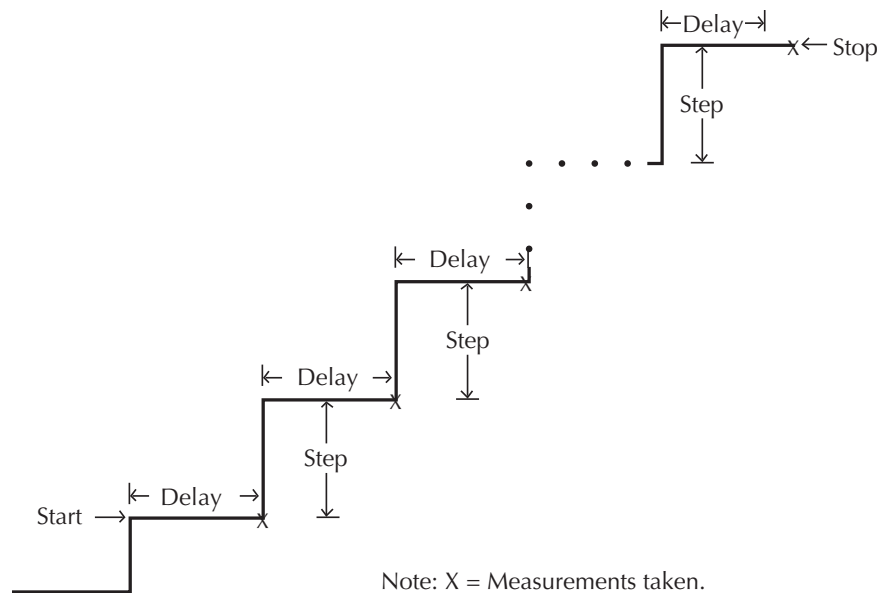 Delay
X
Stop
Step
Delay
X
Step
Delay
X
Step
Start
Delay
X
Note: X = Measurements taken.